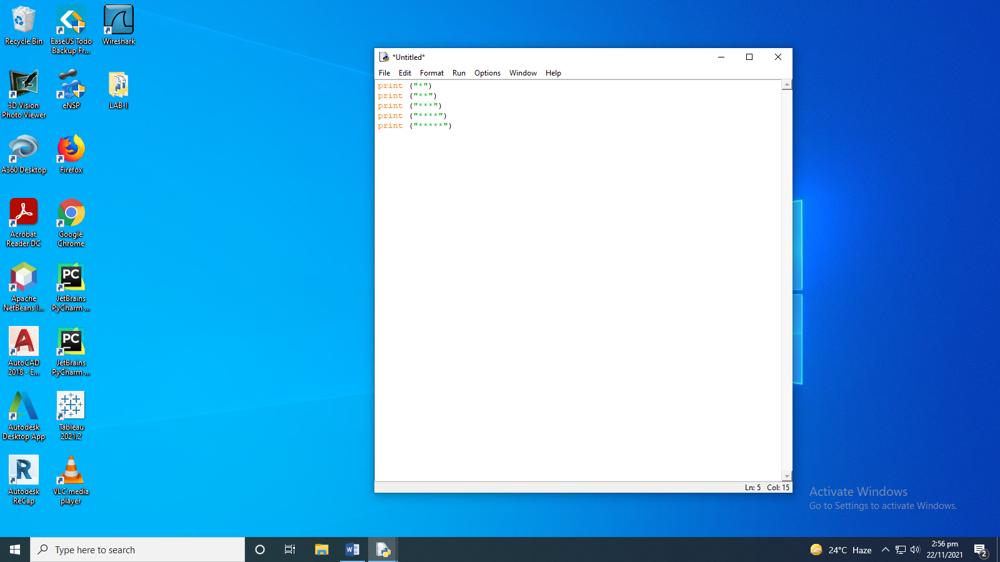 Recycle Bin
EaseUS Todo
Backup Fr...
Wireshark
3D Vision
Photo Viewer
eNSP
LAB-I
A360 Desktop
Firefox
Acrobat
Reader DC
Google
Chrome
Apache
NetBeans I...
PC
JetBrains
PyCharm ...
AutoCAD
2018 - E...
PC
JetBrains
PyCharm ...
Autodesk
Desktop App
Tableau
2021.2
R
Autodesk
ReCap
VLC media
player
*Untitled*
File Edit Format Run Options Window Help
print ("*")
print ("**")
print ("***")
print ("****")
print ("*****")
Ln: 5 Col: 15
Activate Windows
Go to Settings to activate Windows.
Type here to search
W
24°C Haze
2:56 pm
22/11/2021
2